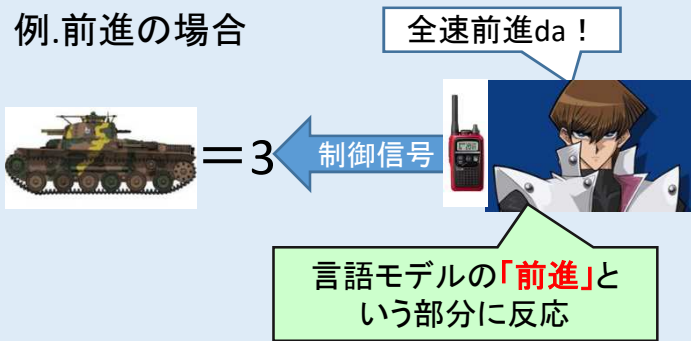 例.前進の場合
全速前進da！
＝3
制御信号
言語モデルの「前進」と
いう部分に反応